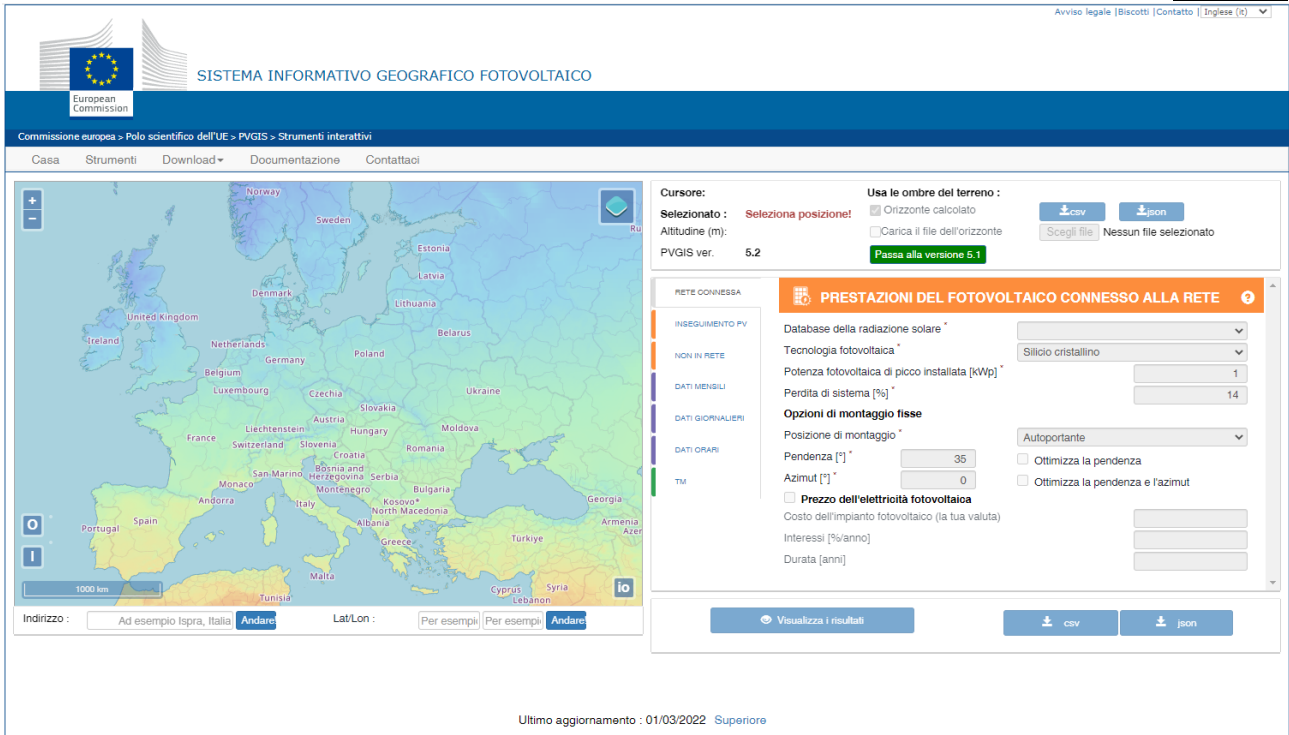 Avviso legale |Biscotti |Contatto | Inglese (it)
SISTEMA INFORMATIVO GEOGRAFICO FOTOVOLTAICO
European
Commission
Commissione europea > Polo scientifico dell'UE > PVGIS > Strumenti interattivi
Casa Strumenti Download Documentazione Contattaci
+
−
Norway
Sweden
Ru
Estonia
Latvia
Denmark
Lithuania
United Kingdom
Ireland
Belarus
Netherlands
Poland
Germany
Belgium
Luxembourg
Czechia
Ukraine
Slovakia
Austria
Liechtenstein
Hungary
Moldova
France
Switzerland
Slovenia
Croatia
Romania
San Marino
Bosnia and
Herzegovina
Serbia
Monaco
Montenegro
Bulgaria
Andorra
Italy
Kosovo*
North Macedonia
Georgia
Spain
Portugal
Albania
Armenia
Azer
Greece
Türkiye
Malta
Cyprus
Syria
Tunisia
Lebanon
O
I
1000 km
io
Indirizzo : Ad esempio Ispra, Italia Andare! Lat/Lon : Per esempi Per esempi Andare!
Cursore:
Selezionato : Seleziona posizione!
Altitudine (m):
PVGIS ver. 5.2
Usa le ombre del terreno :
Orizzonte calcolato
csv json
Carica il file dell'orizzonte
Scegli file Nessun file selezionato
Passa alla versione 5.1
RETE CONNESSA
INSEGUIMENTO PV
NON IN RETE
DATI MENSILI
DATI GIORNALIERI
DATI ORARI
TM
PRESTAZIONI DEL FOTOVOLTAICO CONNESSO ALLA RETE ?
Database della radiazione solare *
Tecnologia fotovoltaica * Silicio cristallino
Potenza fotovoltaica di picco installata [kWp] * 1
Perdita di sistema [%] * 14
Opzioni di montaggio fisse
Posizione di montaggio * Autoportante
Pendenza [°] * 35 Ottimizza la pendenza
Azimut [°] * 0 Ottimizza la pendenza e l'azimut
Prezzo dell'elettricità fotovoltaica
Costo dell'impianto fotovoltaico (la tua valuta)
Interessi [%/anno]
Durata [anni]
Visualizza i risultati csv json
Ultimo aggiornamento : 01/03/2022 Superiore